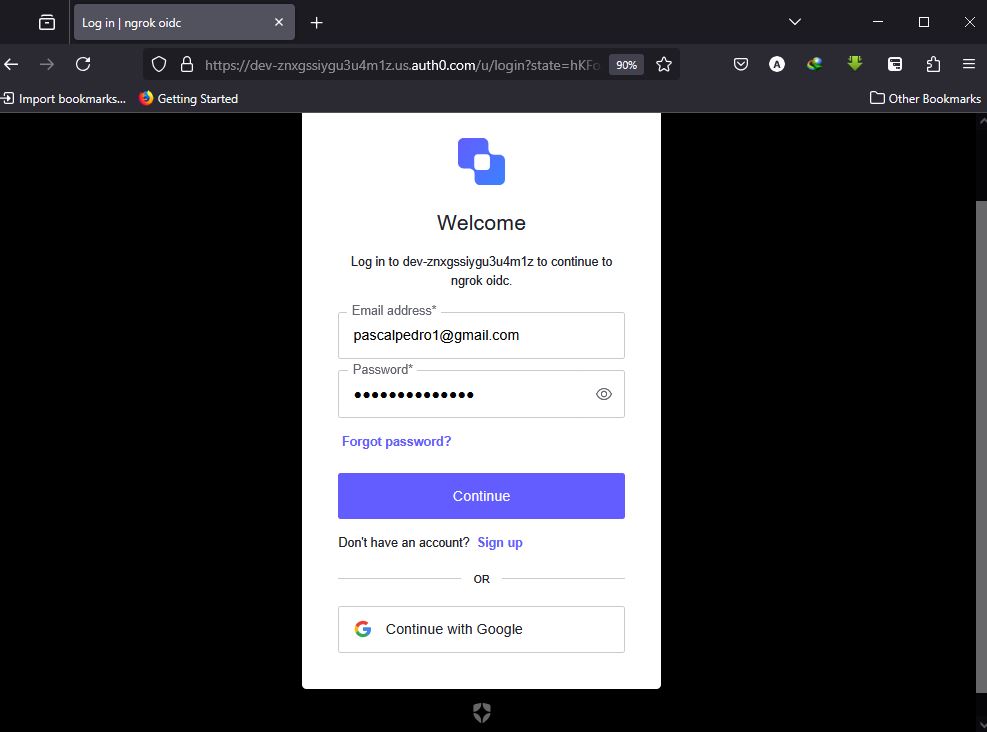 Log in | ngrok oidc
https://dev-znxgssiygu3u4m1z.us.auth0.com/u/login?state=hKFo
90%
Import bookmarks...
Getting Started
Other Bookmarks
Welcome
Log in to dev-znxgssiygu3u4m1z to continue to
ngrok oidc.
Email address*
pascalpedro1@gmail.com
Password*
••••••••••••••
Forgot password?
Continue
Don't have an account? Sign up
OR
Continue with Google